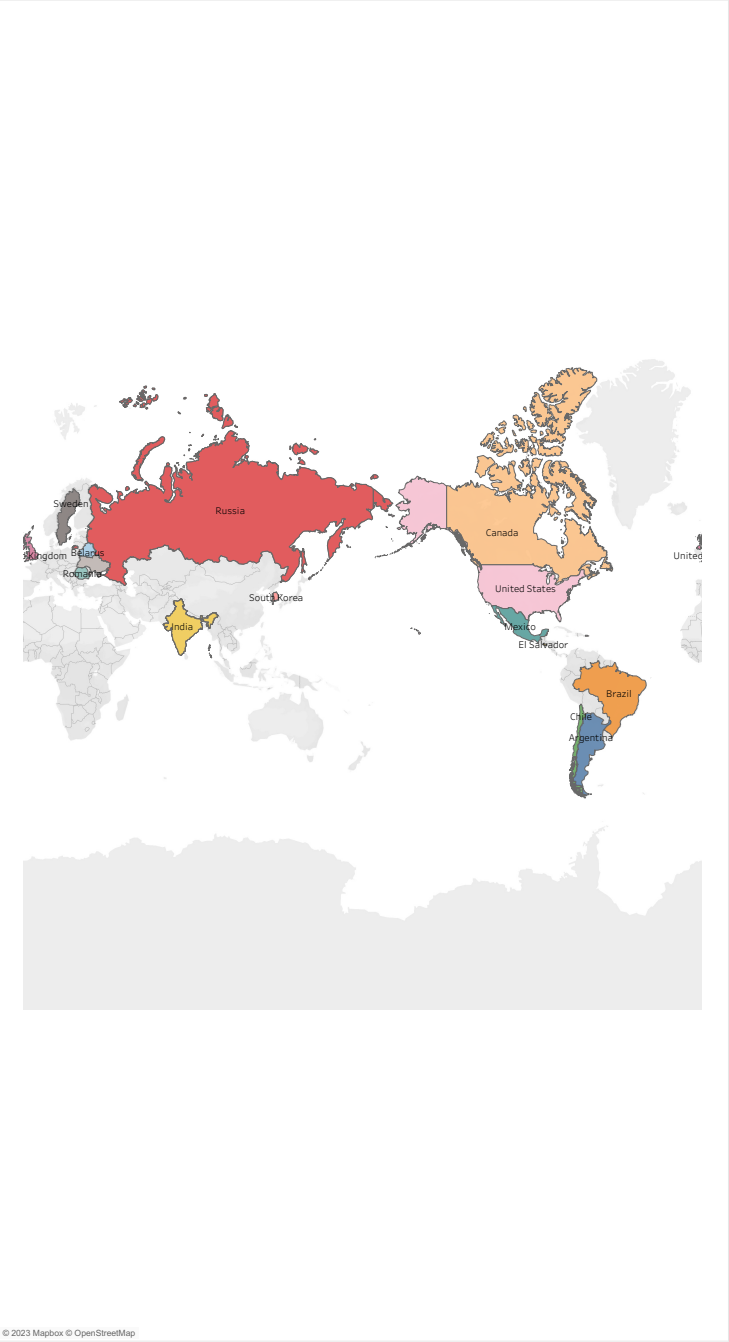 Sweden
Russia
Canada
Kingdom
Belarus
United
Romania
United States
South Korea
India
Mexico
El Salvador
Brazil
Chile
Argentina
© 2023 Mapbox © OpenStreetMap